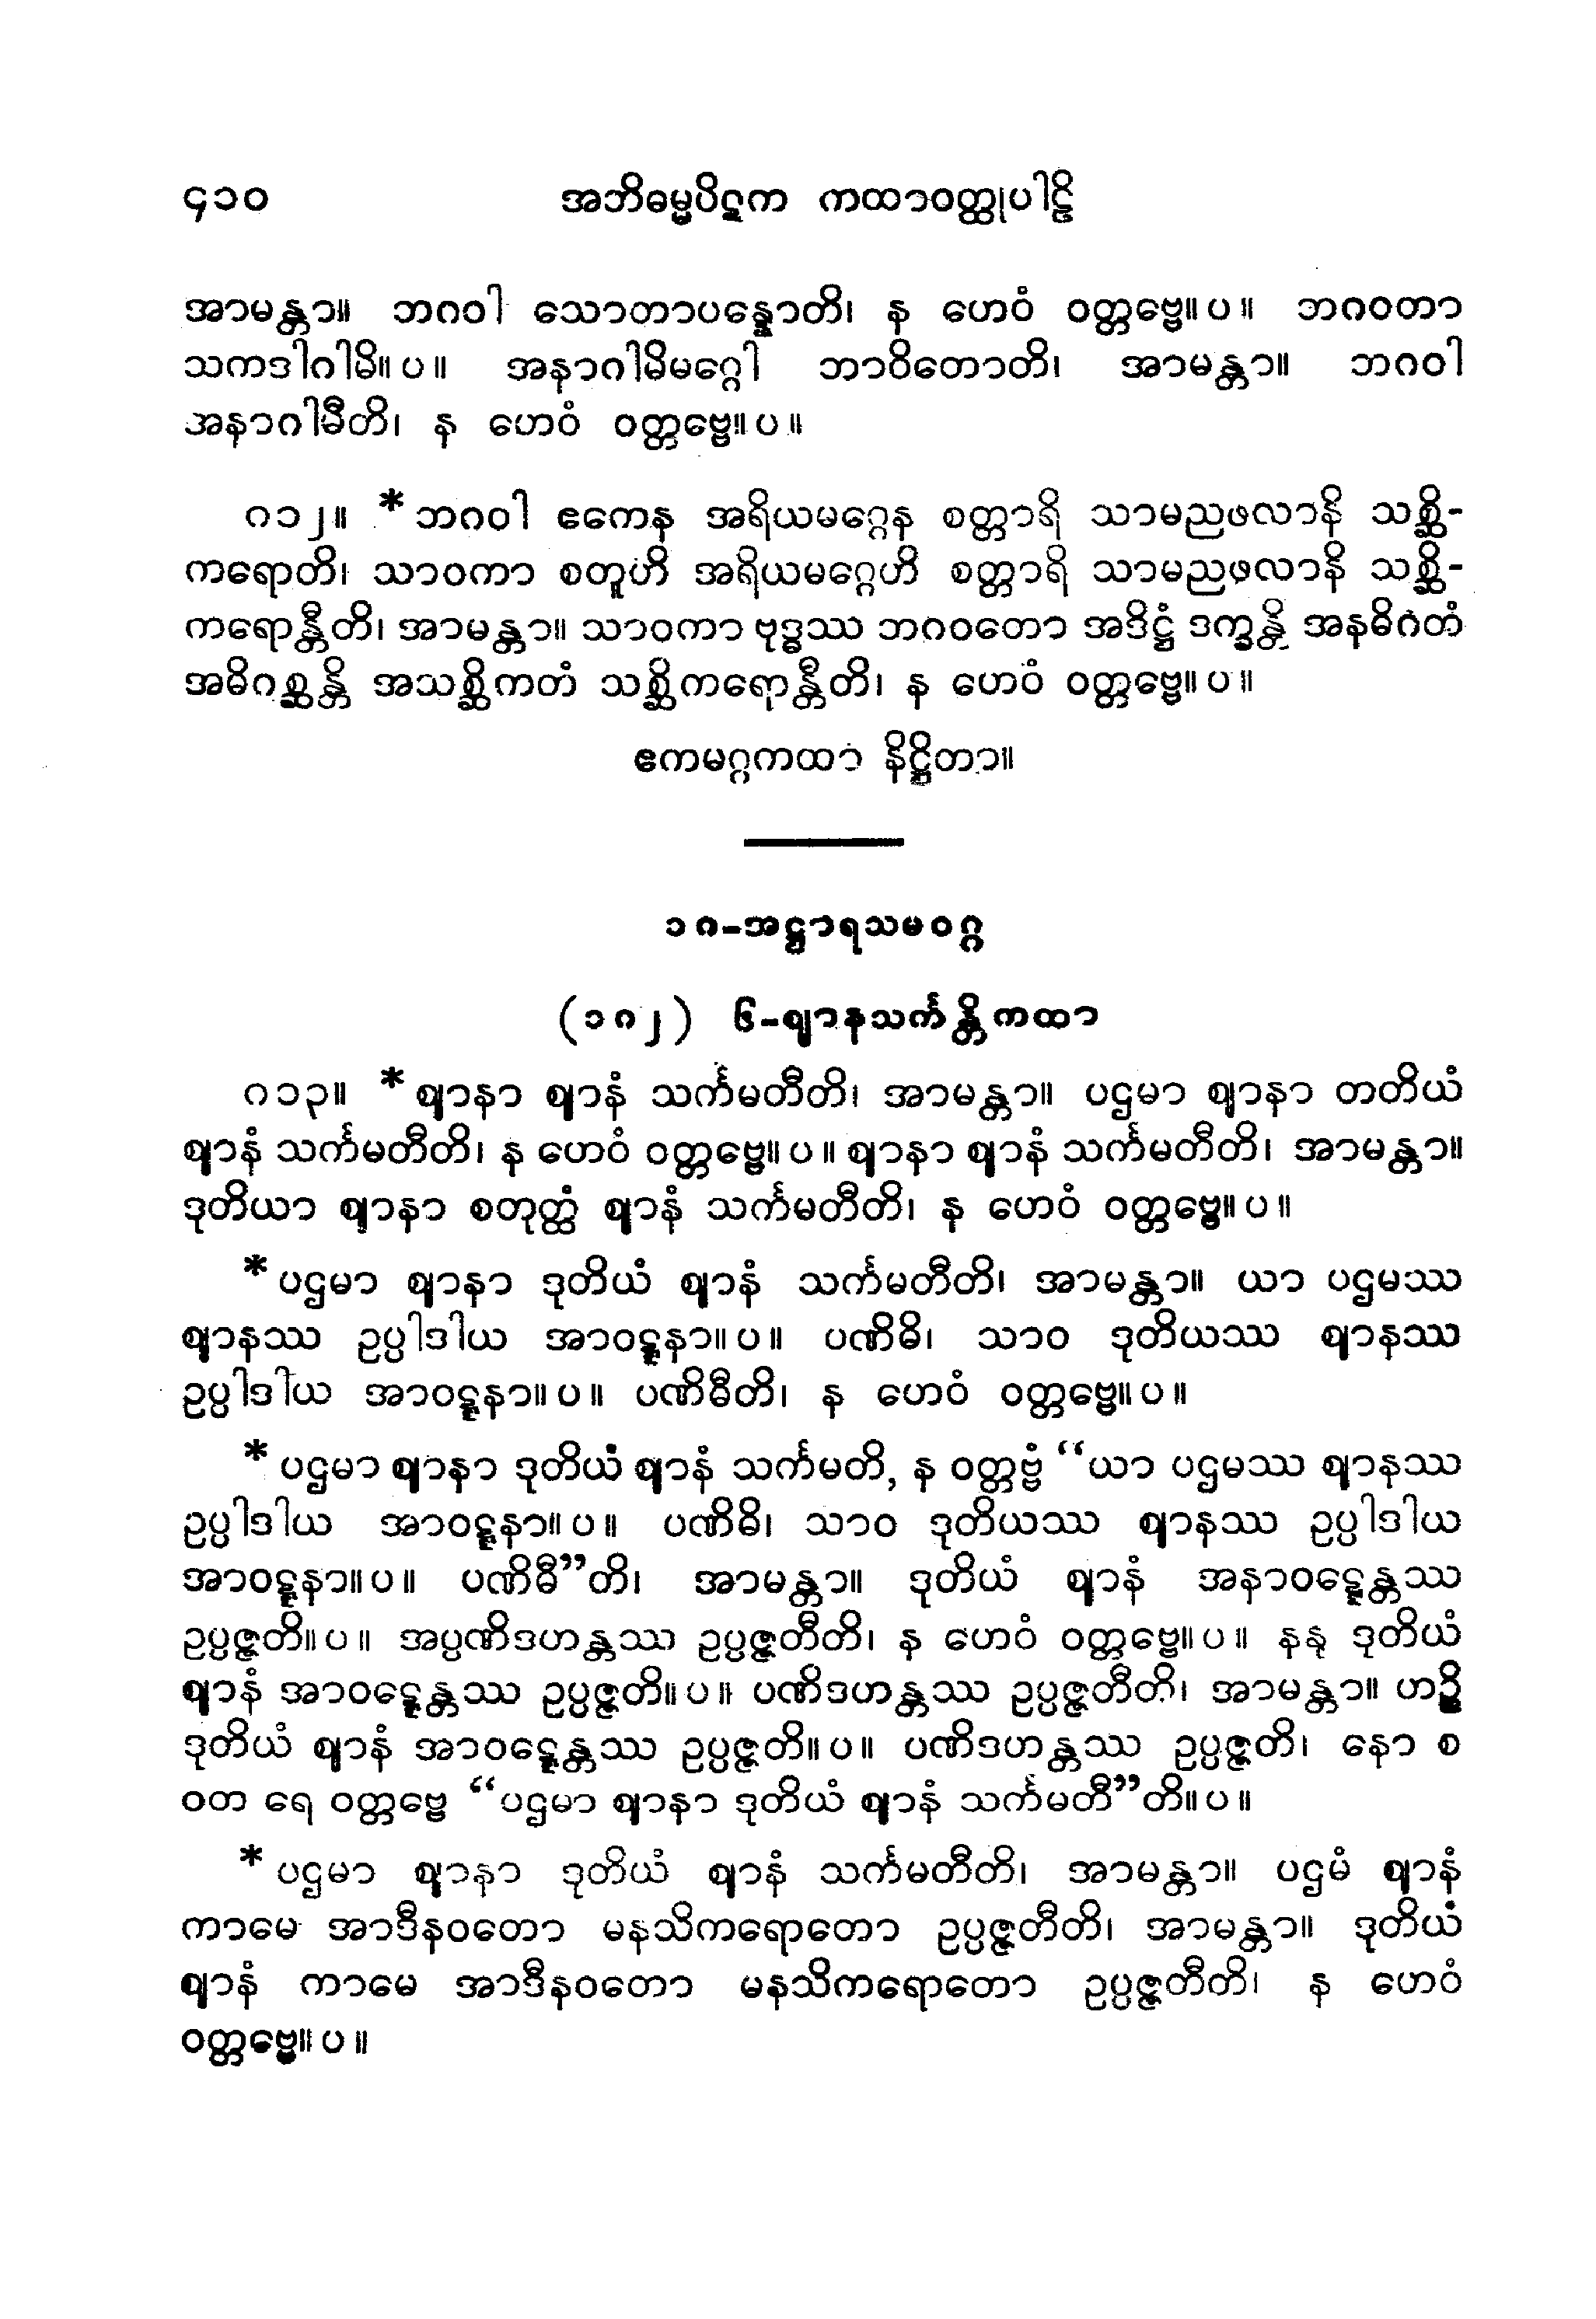 ၄၁၀ အဘိဓမ္မပိဋက ကထာဝတ္ထုပါဠိ
အာမန္တာ။ ဘဂဝါ သောတာပန္နောတိ၊ န ဟေဝံ ဝတ္တဗ္ဗေ။ပ။ ဘဂဝတာ
သကဒါဂါမိ။ပ။ အနာဂါမိမဂ္ဂေါ ဘာဝိတောတိ၊ အာမန္တာ။ ဘဂဝါ
အနာဂါမီတိ၊ န ဟေဝံ ဝတ္တဗ္ဗေ။ပ။
၈၁၂။ *ဘဂဝါ ဧကေန အရိယမဂ္ဂေန စတ္တာရိ သာမညဖလာနိ သစ္ဆိ-
ကရောတိ၊ သာဝကာ စတူဟိ အရိယမဂ္ဂေဟိ စတ္တာရိ သာမညဖလာနိ သစ္ဆိ-
ကရောန္တီတိ၊ အာမန္တာ။ သာဝကာ ဗုဒ္ဓဿ ဘဂဝတော အဒိဋ္ဌံ ဒက္ခန္တိ အနဓိဂတံ
အဓိဂစ္ဆန္တိ အသစ္ဆိကတံ သစ္ဆိကရောန္တီတိ၊ န ဟေဝံ ဝတ္တဗ္ဗေ။ပ။
ဧကမဂ္ဂကထာ နိဋ္ဌိတာ။
၁၈-အဋ္ဌာရသမဝဂ္ဂ
(၁၈၂) ၆-ဈာနသင်္ကန္တိကထာ
၈၁၃။ *ဈာနာ ဈာနံ သင်္ကမတီတိ၊ အာမန္တာ။ ပဌမာ ဈာနာ တတိယံ
ဈာနံ သင်္ကမတီတိ၊ န ဟေဝံ ဝတ္တဗ္ဗေ။ပ။ ဈာနာ ဈာနံ သင်္ကမတီတိ၊ အာမန္တာ။
ဒုတိယာ ဈာနာ စတုတ္ထံ ဈာနံ သင်္ကမတီတိ၊ န ဟေဝံ ဝတ္တဗ္ဗေ။ပ။
*ပဌမာ ဈာနာ ဒုတိယံ ဈာနံ သင်္ကမတီတိ၊ အာမန္တာ။ ယာ ပဌမဿ
ဈာနဿ ဥပ္ပါဒါယ အာဝဋ္ဋနာ။ပ။ ပဏိဓိ၊ သာဝ ဒုတိယဿ ဈာနဿ
ဥပ္ပါဒါယ အာဝဋ္ဋနာ။ပ။ ပဏိဓီတိ၊ န ဟေဝံ ဝတ္တဗ္ဗေ။ပ။
*ပဌမာ ဈာနာ ဒုတိယံ ဈာနံ သင်္ကမတိ, န ဝတ္တဗ္ဗံ “ယာ ပဌမဿ ဈာနဿ
ဥပ္ပါဒါယ အာဝဋ္ဋနာ။ပ။ ပဏိဓိ၊ သာဝ ဒုတိယဿ ဈာနဿ ဥပ္ပါဒါယ
အာဝဋ္ဋနာ။ပ။ ပဏိဓီ”တိ၊ အာမန္တာ။ ဒုတိယံ ဈာနံ အနာဝဋ္ဋေန္တဿ
ဥပ္ပဇ္ဇတိ။ပ။ အပ္ပဏိဒဟန္တဿ ဥပ္ပဇ္ဇတီတိ၊ န ဟေဝံ ဝတ္တဗ္ဗေ။ပ။ နနု ဒုတိယံ
ဈာနံ အာဝဋ္ဋေန္တဿ ဥပ္ပဇ္ဇတိ။ပ။ ပဏိဒဟန္တဿ ဥပ္ပဇ္ဇတီတိ၊ အာမန္တာ။ ဟဉ္စိ
ဒုတိယံ ဈာနံ အာဝဋ္ဋေန္တဿ ဥပ္ပဇ္ဇတိ။ပ။ ပဏိဒဟန္တဿ ဥပ္ပဇ္ဇတိ၊ နော စ
ဝတ ရေ ဝတ္တဗ္ဗေ “ပဌမာ ဈာနာ ဒုတိယံ ဈာနံ သင်္ကမတီ”တိ။ပ။
*ပဌမာ ဈာနာ ဒုတိယံ ဈာနံ သင်္ကမတီတိ၊ အာမန္တာ။ ပဌမံ ဈာနံ
ကာမေ အာဒီနဝတော မနသိကရောတော ဥပ္ပဇ္ဇတီတိ၊ အာမန္တာ။ ဒုတိယံ
ဈာနံ ကာမေ အာဒီနဝတော မနသိကရောတော ဥပ္ပဇ္ဇတီတိ၊ န ဟေဝံ
ဝတ္တဗ္ဗေ။ပ။